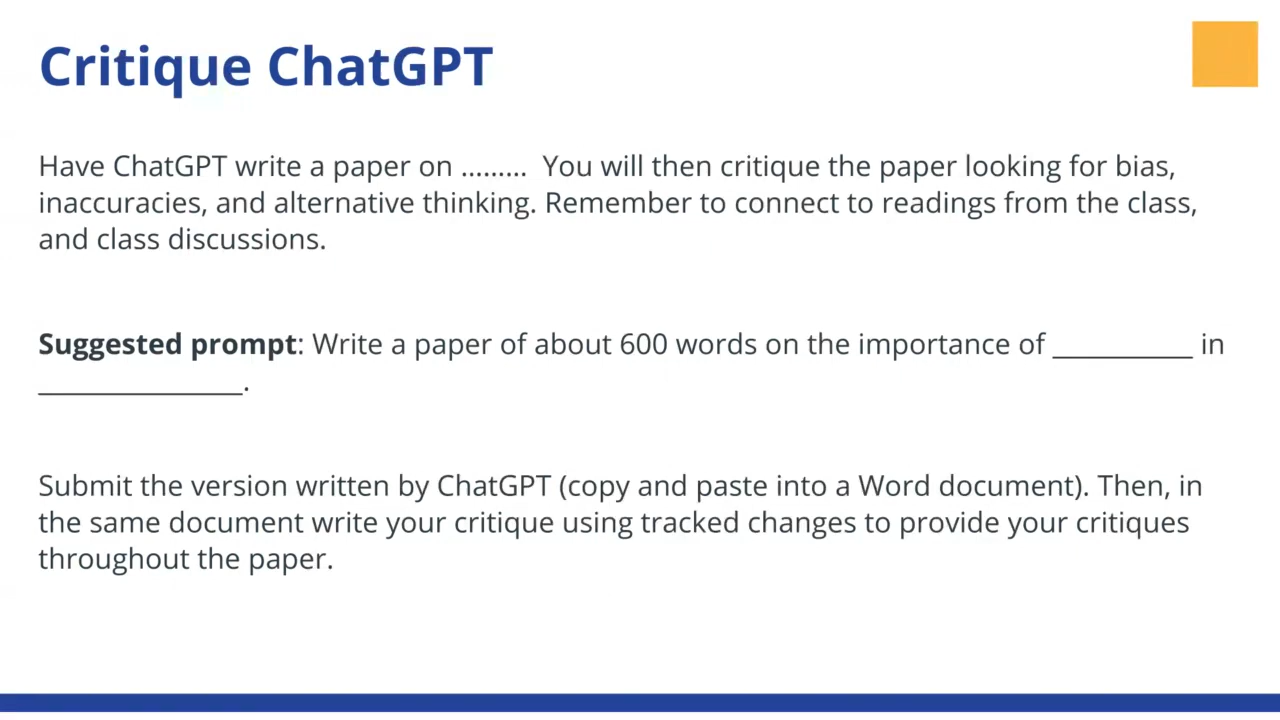 Critique ChatGPT
Have ChatGPT write a paper on ......... You will then critique the paper looking for bias,
inaccuracies, and alternative thinking. Remember to connect to readings from the class,
and class discussions.
Suggested prompt: Write a paper of about 600 words on the importance of __________ in
_______________.
Submit the version written by ChatGPT (copy and paste into a Word document). Then, in
the same document write your critique using tracked changes to provide your critiques
throughout the paper.